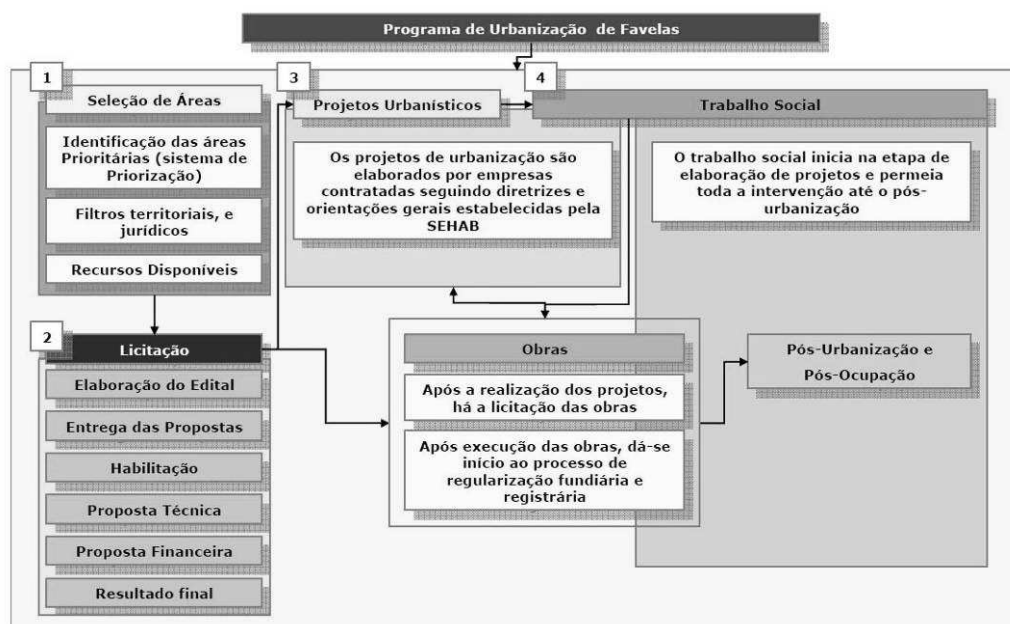 Programa de Urbanização de Favelas
1
Seleção de Áreas
Identificação das áreas
Prioritárias (sistema de
Priorização)
Filtros territoriais, e
jurídicos
Recursos Disponíveis
2
Licitação
Elaboração do Edital
Entrega das Propostas
Habilitação
Proposta Técnica
Proposta Financeira
Resultado final
3
Projetos Urbanísticos
Os projetos de urbanização são
elaborados por empresas
contratadas seguindo diretrizes e
orientações gerais estabelecidas pela
SEHAB
4
Trabalho Social
O trabalho social inicia na etapa de
elaboração de projetos e permeia
toda a intervenção até o pós-
urbanização
Obras
Após a realização dos projetos,
há a licitação das obras
Após execução das obras, dá-se
início ao processo de
regularização fundiária e
registrária
Pós-Urbanização e
Pós-Ocupação